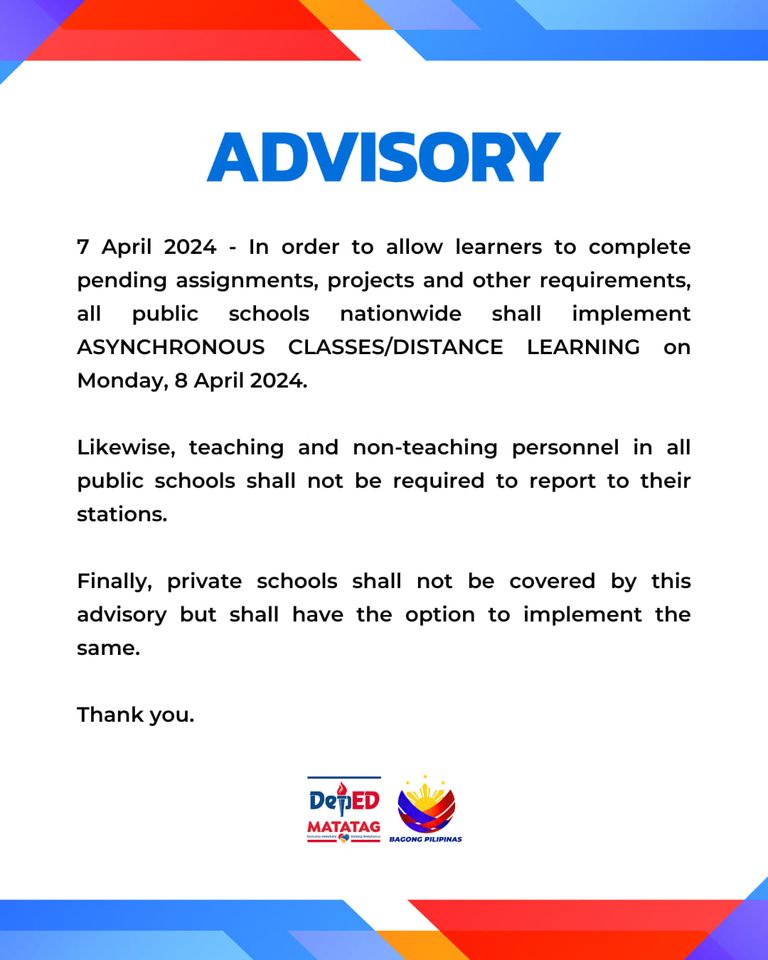 ADVISORY
7 April 2024 - In order to allow learners to complete
pending assignments, projects and other requirements,
all public schools nationwide shall implement
ASYNCHRONOUS CLASSES/DISTANCE LEARNING on
Monday, 8 April 2024.
Likewise, teaching and non-teaching personnel in all
public schools shall not be required to report to their
stations.
Finally, private schools shall not be covered by this
advisory but shall have the option to implement the
same.
Thank you.
DepED
MATATAG
BAGONG PILIPINAS